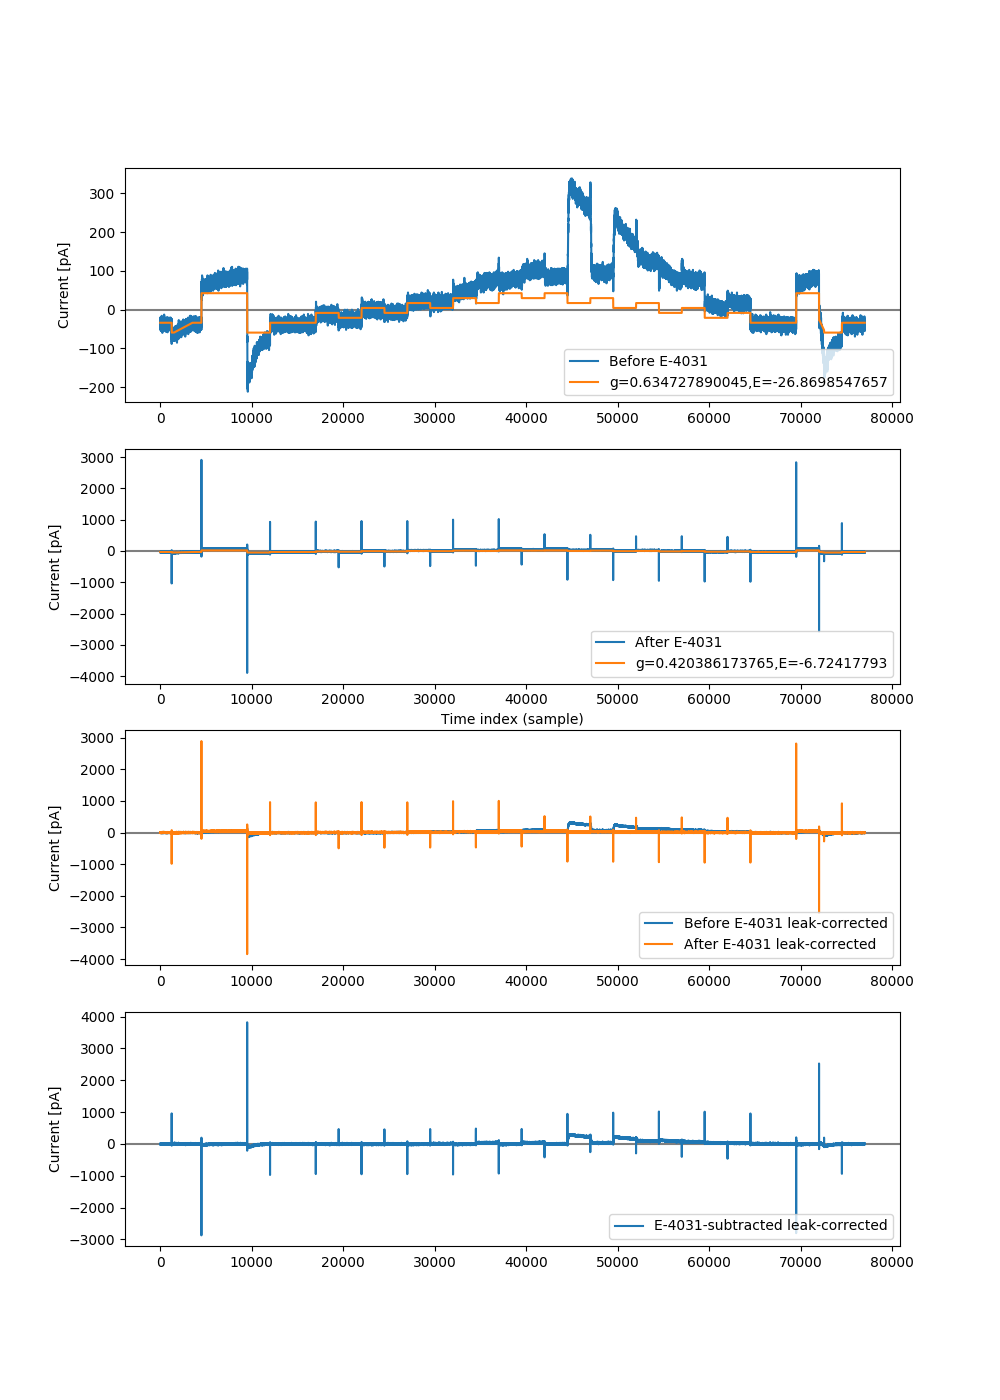 300
200
100
0
−100
−200
Current [pA]
Before E-4031
g=0.634727890045,E=-26.8698547657
0 10000 20000 30000 40000 50000 60000 70000 80000
3000
2000
1000
0
−1000
−2000
−3000
−4000
Current [pA]
After E-4031
g=0.420386173765,E=-6.72417793
0 10000 20000 30000 40000 50000 60000 70000 80000
Time index (sample)
3000
2000
1000
0
−1000
−2000
−3000
−4000
Current [pA]
Before E-4031 leak-corrected
After E-4031 leak-corrected
0 10000 20000 30000 40000 50000 60000 70000 80000
4000
3000
2000
1000
0
−1000
−2000
−3000
Current [pA]
E-4031-subtracted leak-corrected
0 10000 20000 30000 40000 50000 60000 70000 80000